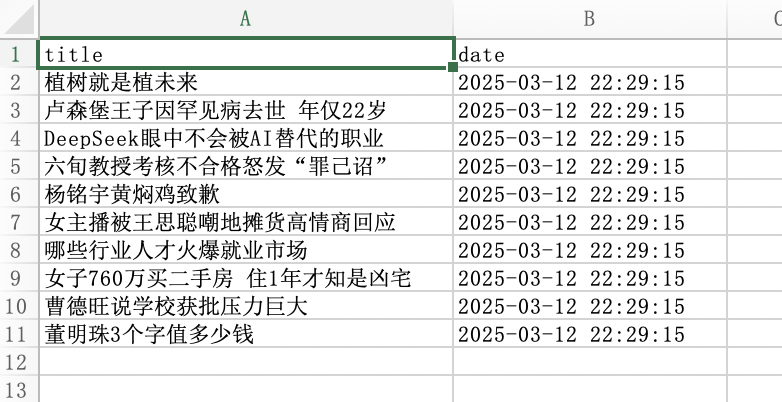 A B C
1 title date
2 植树就是植未来 2025-03-12 22:29:15
3 卢森堡王子因罕见病去世 年仅22岁 2025-03-12 22:29:15
4 DeepSeek眼中不会被AI替代的职业 2025-03-12 22:29:15
5 六旬教授考核不合格怒发“罪己诏” 2025-03-12 22:29:15
6 杨铭宇黄焖鸡致歉 2025-03-12 22:29:15
7 女主播被王思聪嘲地摊货高情商回应 2025-03-12 22:29:15
8 哪些行业人才火爆就业市场 2025-03-12 22:29:15
9 女子760万买二手房 住1年才知是凶宅 2025-03-12 22:29:15
10 曹德旺说学校获批压力巨大 2025-03-12 22:29:15
11 董明珠3个字值多少钱 2025-03-12 22:29:15
12
13